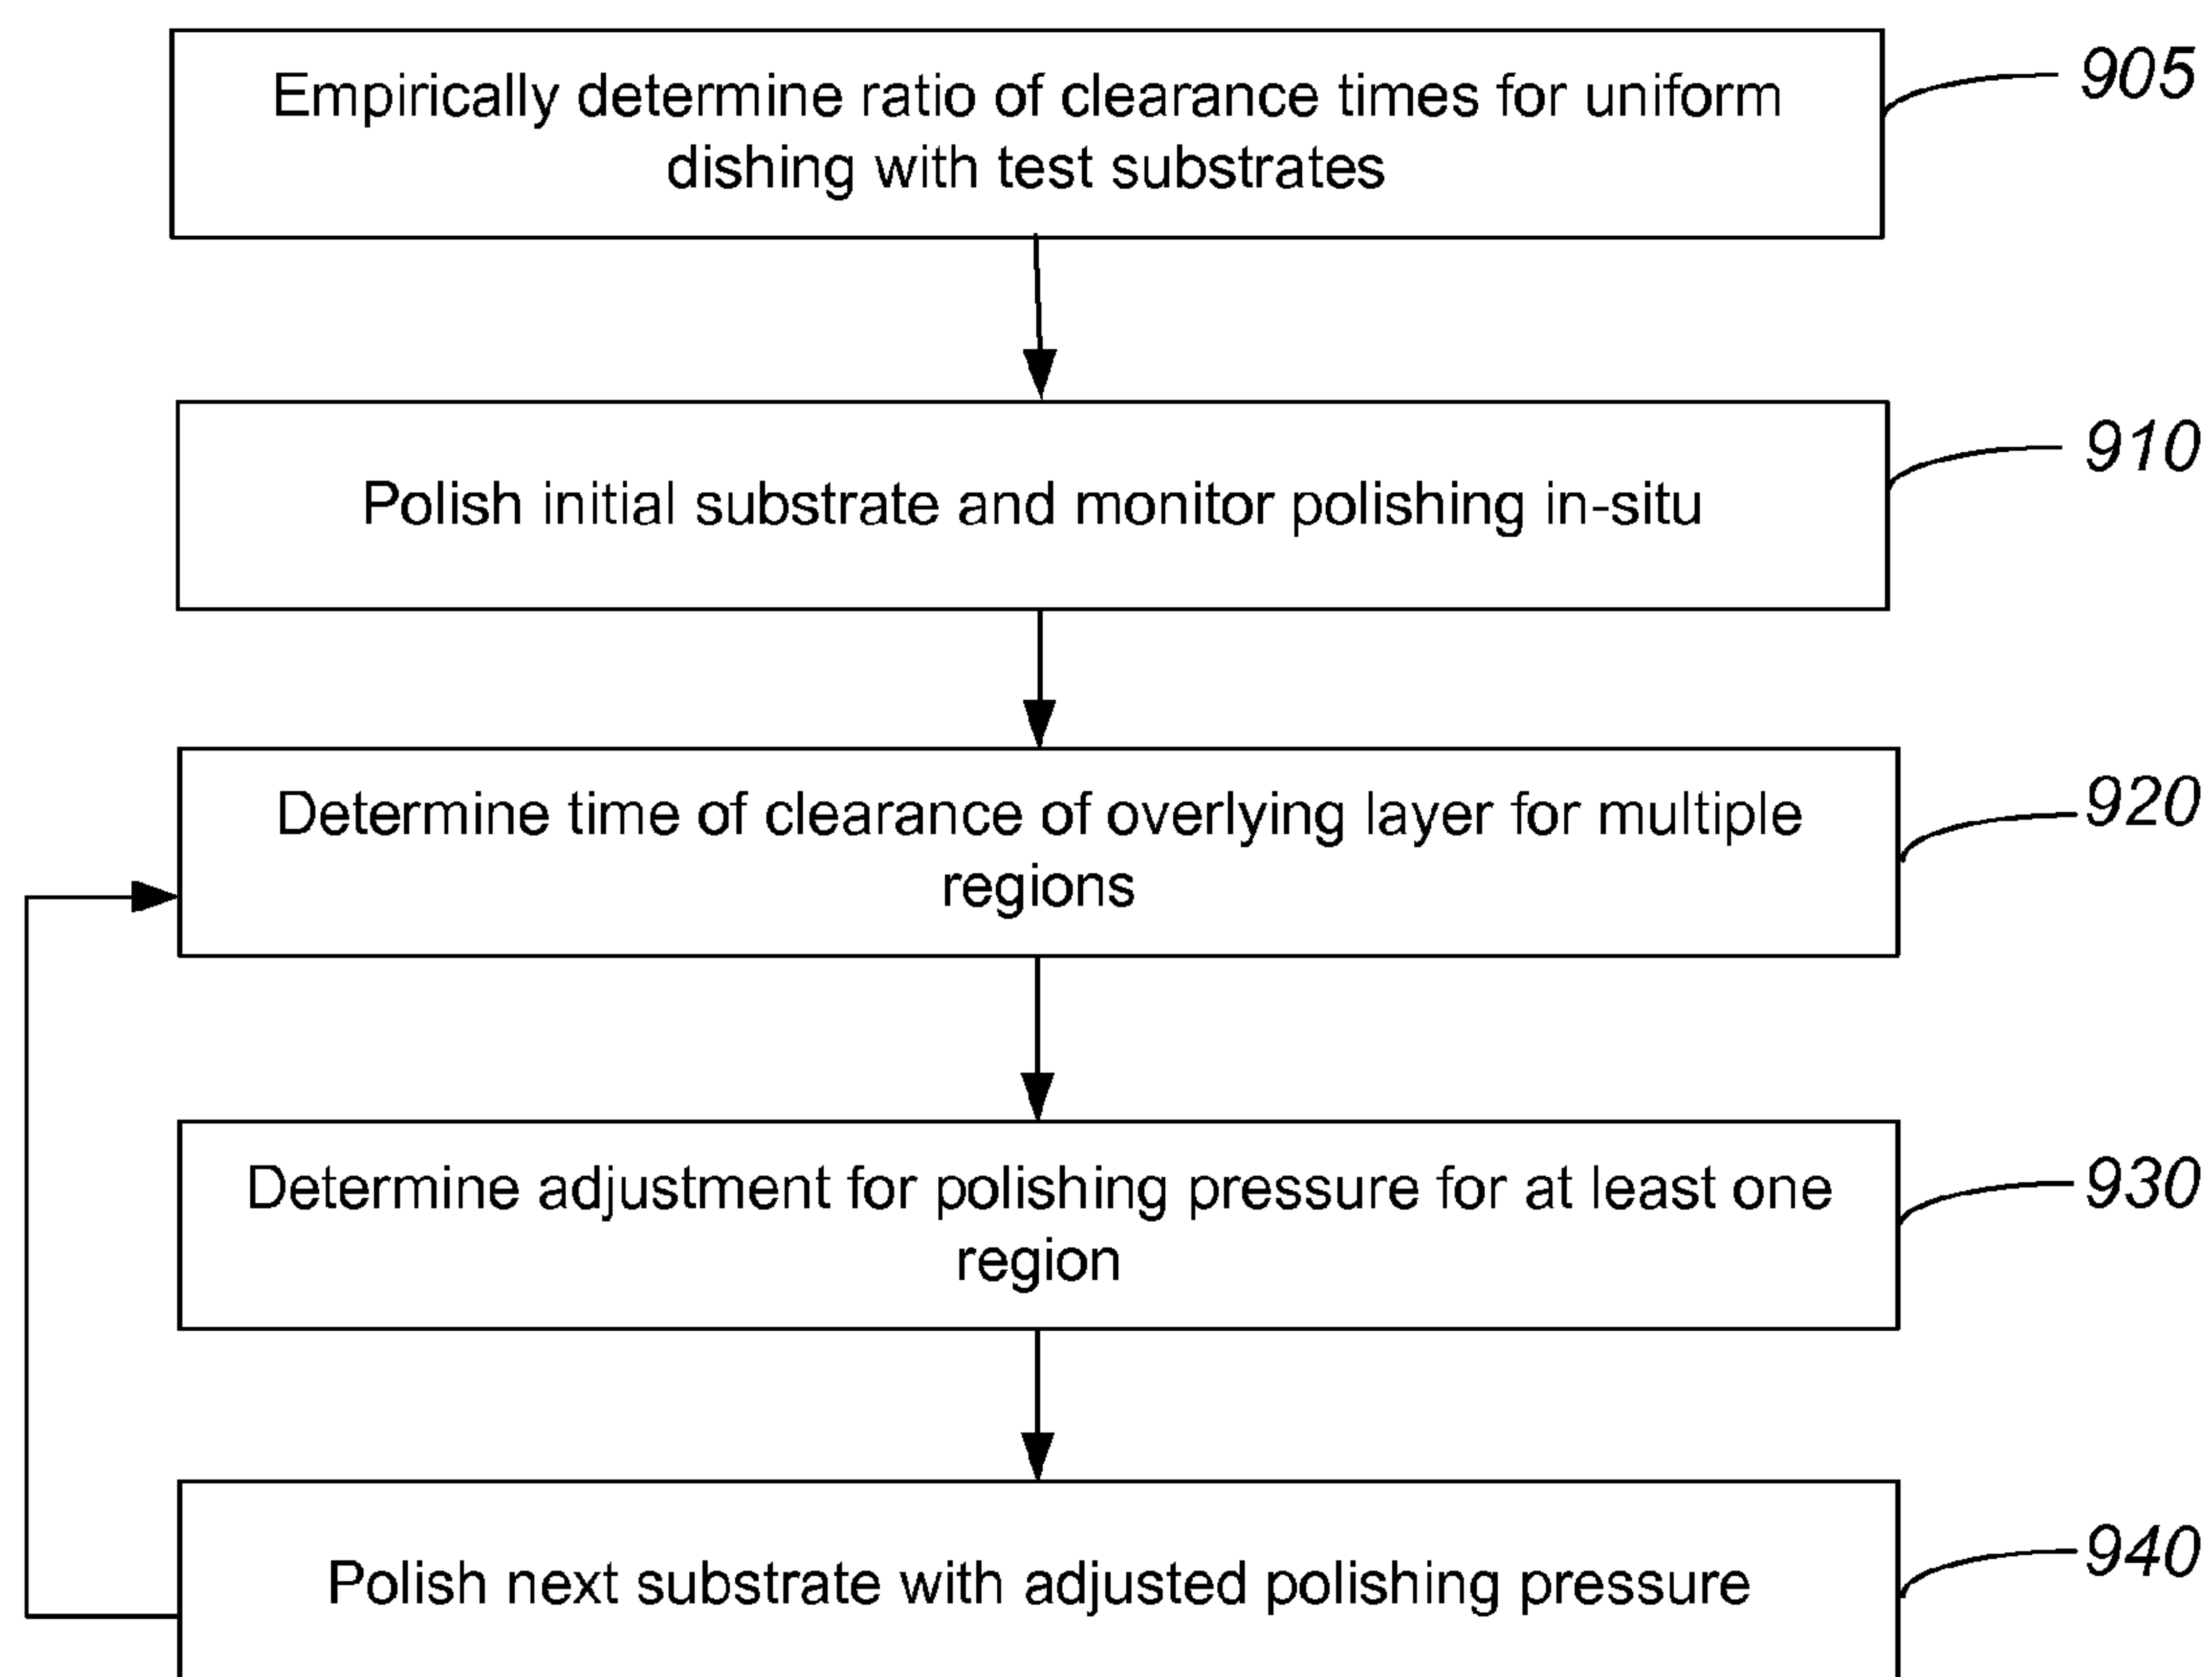 Empirically determine ratio of clearance times for uniform
dishing with test substrates
905
Polish initial substrate and monitor polishing in-situ
910
Determine time of clearance of overlying layer for multiple
regions
920
Determine adjustment for polishing pressure for at least one
region
930
Polish next substrate with adjusted polishing pressure
940